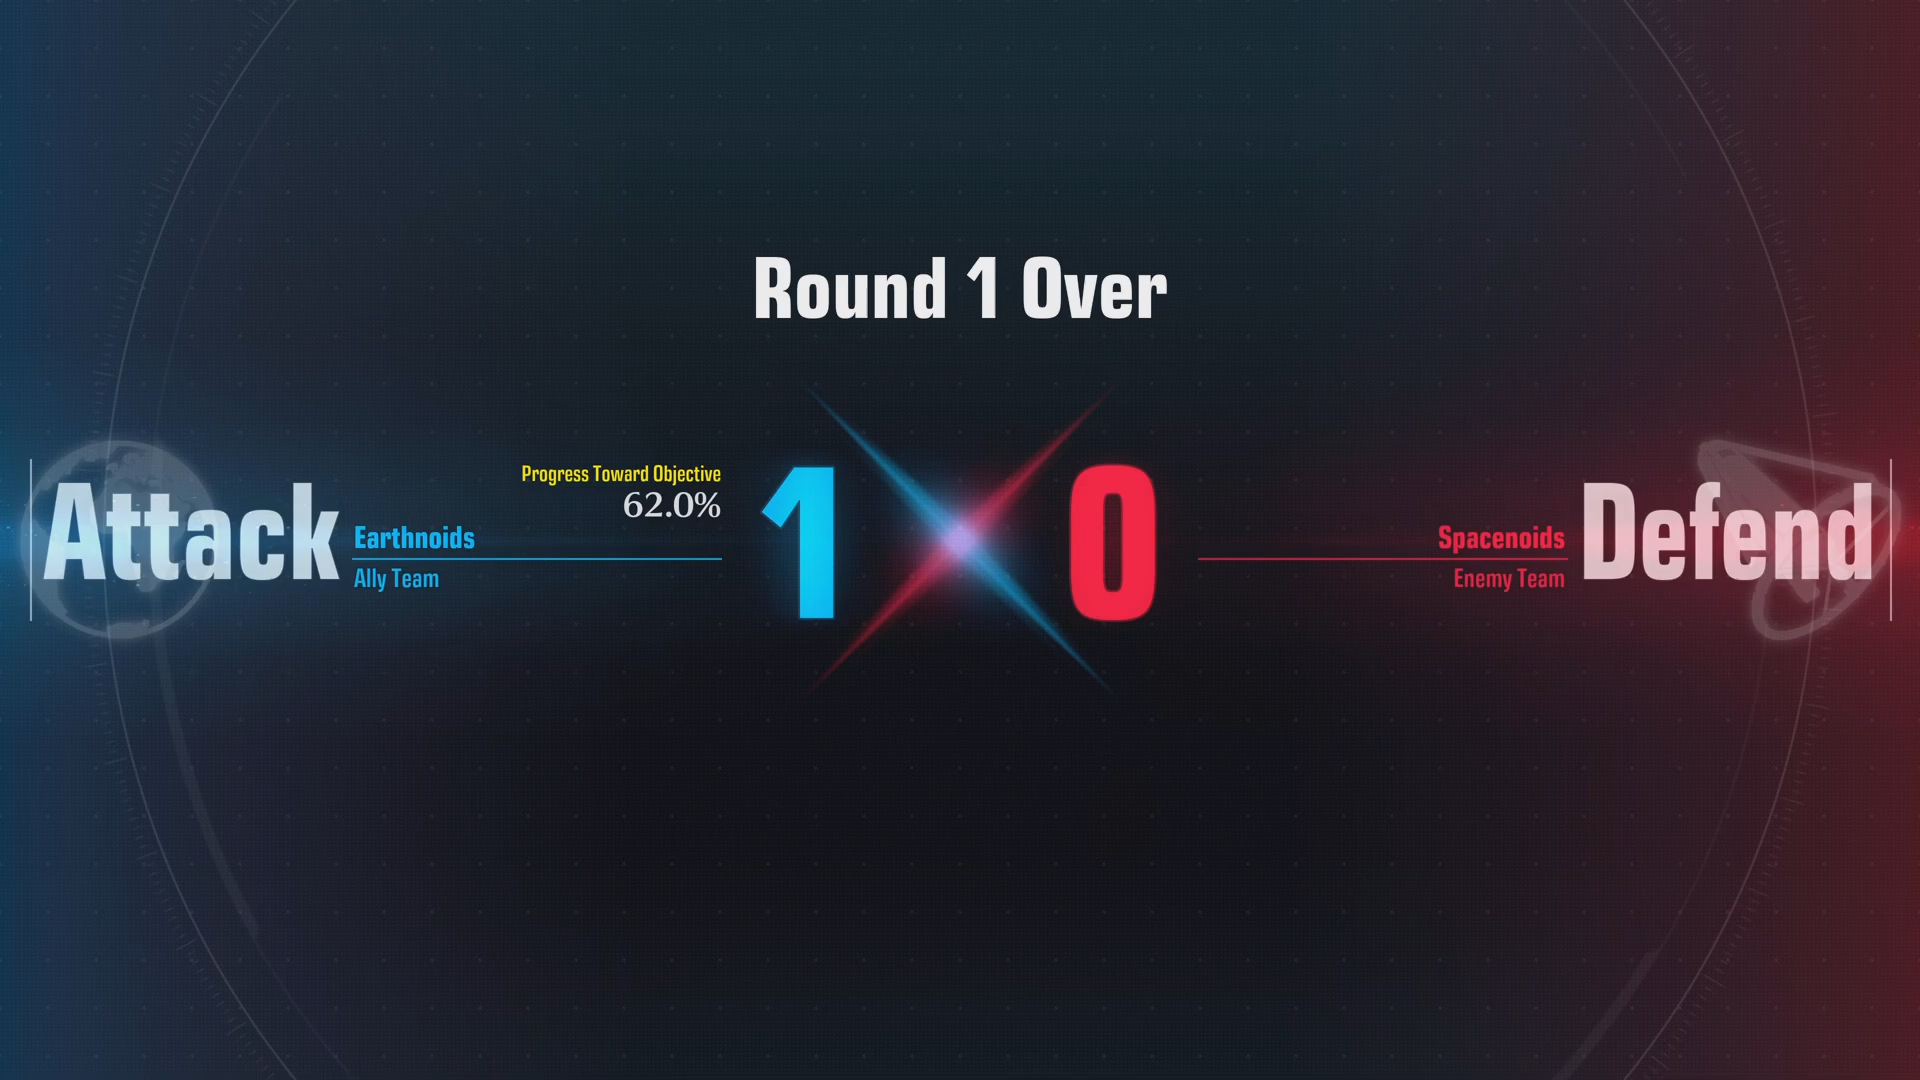 Round 1 Over
Attack
Earthnoids
Ally Team
Progress Toward Objective
62.0%
1
0
Spacenoids
Enemy Team
Defend